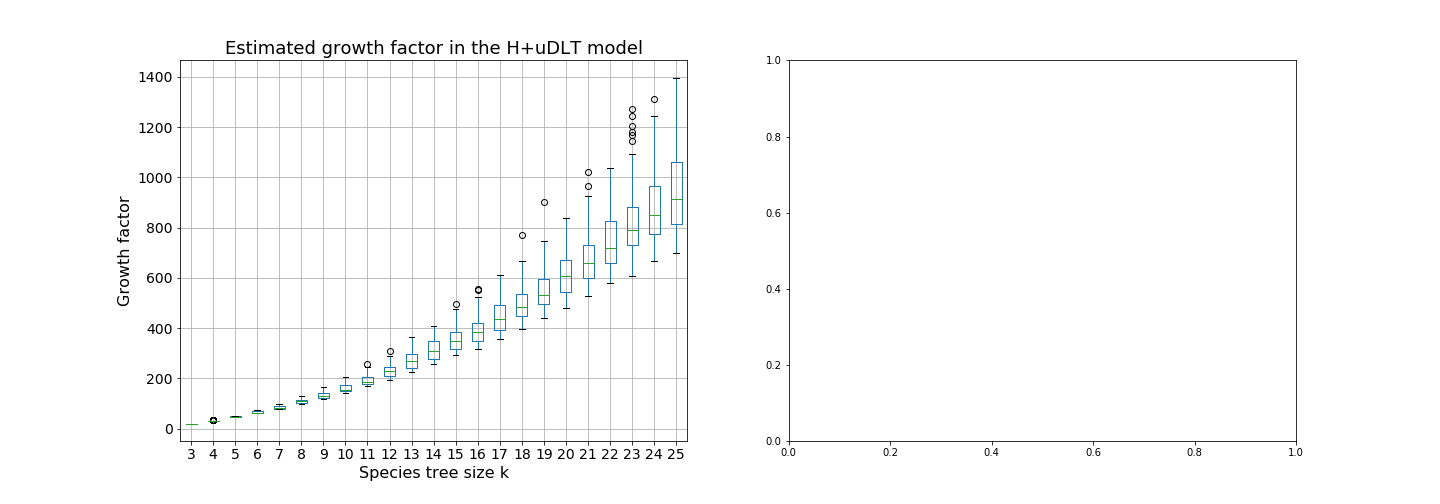 Estimated growth factor in the H+uDLT model
Growth factor
1400
1200
1000
800
600
400
200
0
3 4 5 6 7 8 9 10 11 12 13 14 15 16 17 18 19 20 21 22 23 24 25
Species tree size k
1.0
0.8
0.6
0.4
0.2
0.0
0.0 0.2 0.4 0.6 0.8 1.0